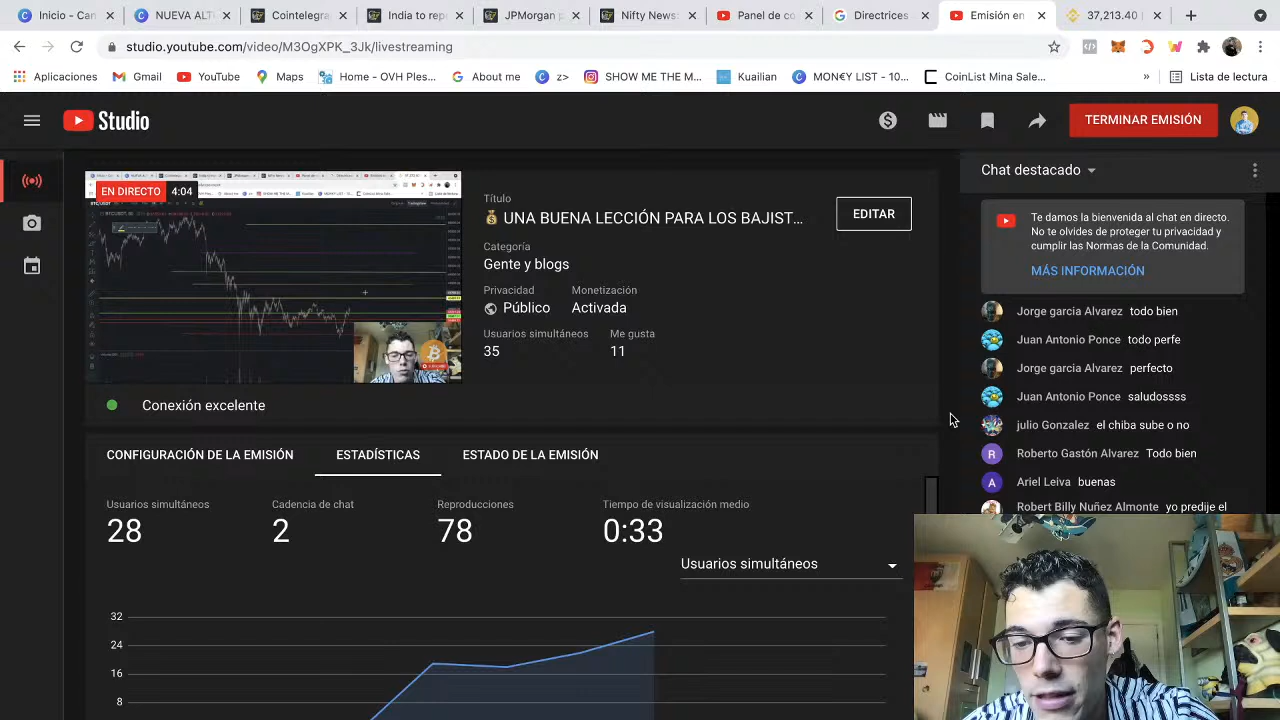 C CRIPTO
NUEVA ALT
Chointelegra
India to rep
JPMorgan p
Nifty News
Panel de co
Directrices
Emisión en
37,213.40
studio.youtube.com/video/M3OgXPK_3Jk/livestreaming
Aplicaciones
Gmail
YouTube
Maps
Home - OVH Ples...
About me
z>
SHOW ME THE M...
Kuailian
MON€Y LIST - 10...
CoinList Mina Sale...
»
Lista de lectura
Studio
TERMINAR EMISIÓN
EN DIRECTO 4:04
Título
UNA BUENA LECCIÓN PARA LOS BAJIST...
EDITAR
Categoría
Gente y blogs
Privacidad
Monetización
Público
Activada
Usuarios simultáneos
Me gusta
35
11
Conexión excelente
CONFIGURACIÓN DE LA EMISIÓN
ESTADÍSTICAS
ESTADO DE LA EMISIÓN
Usuarios simultáneos
Cadencia de chat
Reproducciones
Tiempo de visualización medio
28
2
78
0:33
Usuarios simultáneos
32
24
16
8
Chat destacado
Te damos la bienvenida al chat en directo.
No te olvides de proteger tu privacidad y
cumplir las Normas de la Comunidad.
MÁS INFORMACIÓN
Jorge garcia Alvarez todo bien
Juan Antonio Ponce todo perfe
Jorge garcia Alvarez perfecto
Juan Antonio Ponce saludossss
julio Gonzalez el chiba sube o no
R Roberto Gastón Alvarez Todo bien
A Ariel Leiva buenas
Robert Billy Nuñez Almonte yo predije el